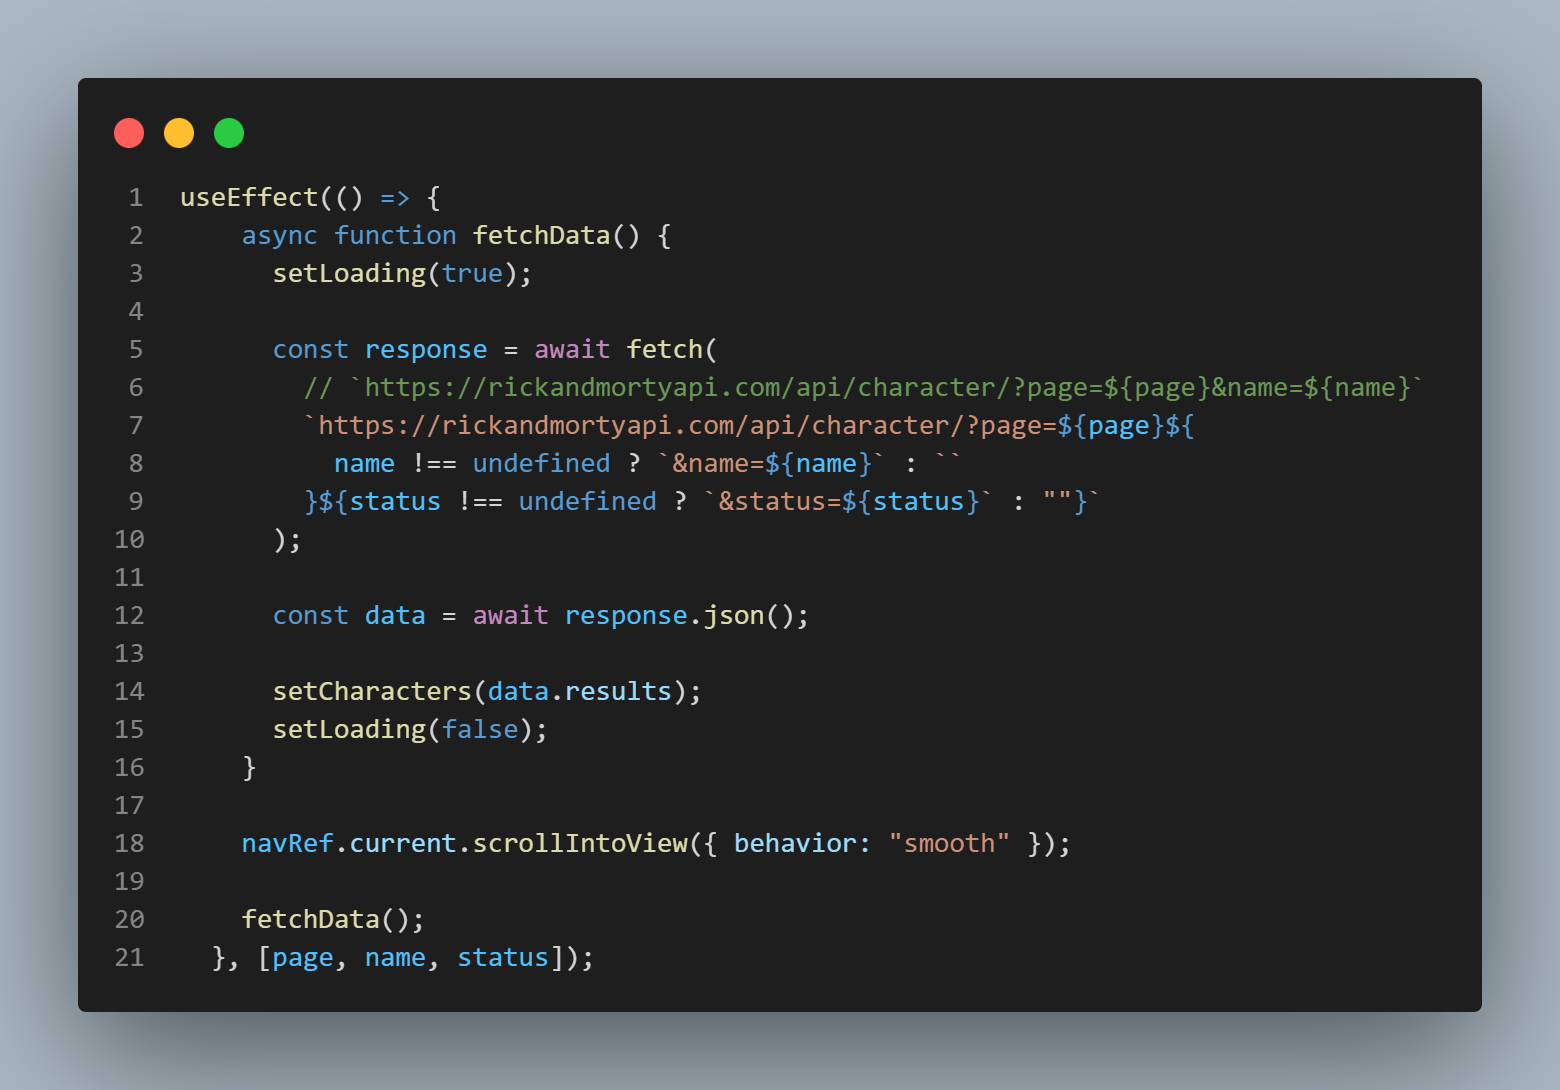 1 useEffect(() => {
2 async function fetchData() {
3 setLoading(true);
4
5 const response = await fetch(
6 // `https://rickandmortyapi.com/api/character/?page=${page}&name=${name}`
7 `https://rickandmortyapi.com/api/character/?page=${page}${
8 name !== undefined ? `&name=${name}` : ``
9 }${status !== undefined ? `&status=${status}` : ""}`
10 );
11
12 const data = await response.json();
13
14 setCharacters(data.results);
15 setLoading(false);
16 }
17
18 navRef.current.scrollIntoView({ behavior: "smooth" });
19
20 fetchData();
21 }, [page, name, status]);